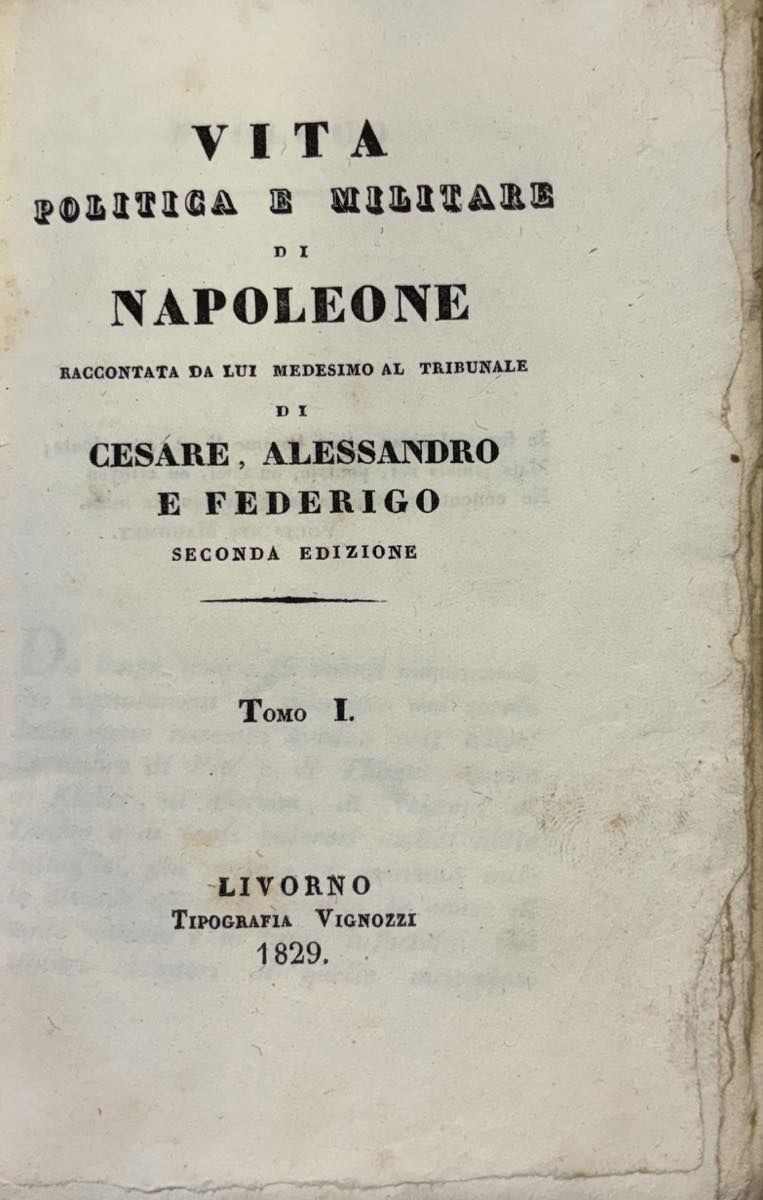 VITA
POLITICA E MILITARE
DI
NAPOLEONE
RACCONTATA DA LUI MEDESIMO AL TRIBUNALE
DI
CESÁRE, ALESSANDRO
E FEDERIGO
SECONDA EDIZIONE
TOMO I.
LIVORNO
TIPOGRAFIA VIGNOZZI
1829.